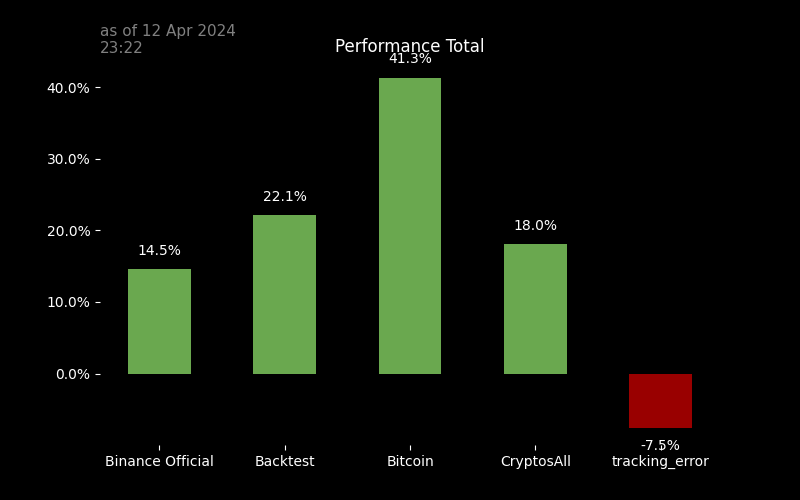 as of 12 Apr 2024
23:22
Performance Total
41.3%
40.0%
30.0%
22.1%
20.0%
18.0%
14.5%
10.0%
0.0%
-7.5%
Binance Official
Backtest
Bitcoin
CryptosAll
tracking_error